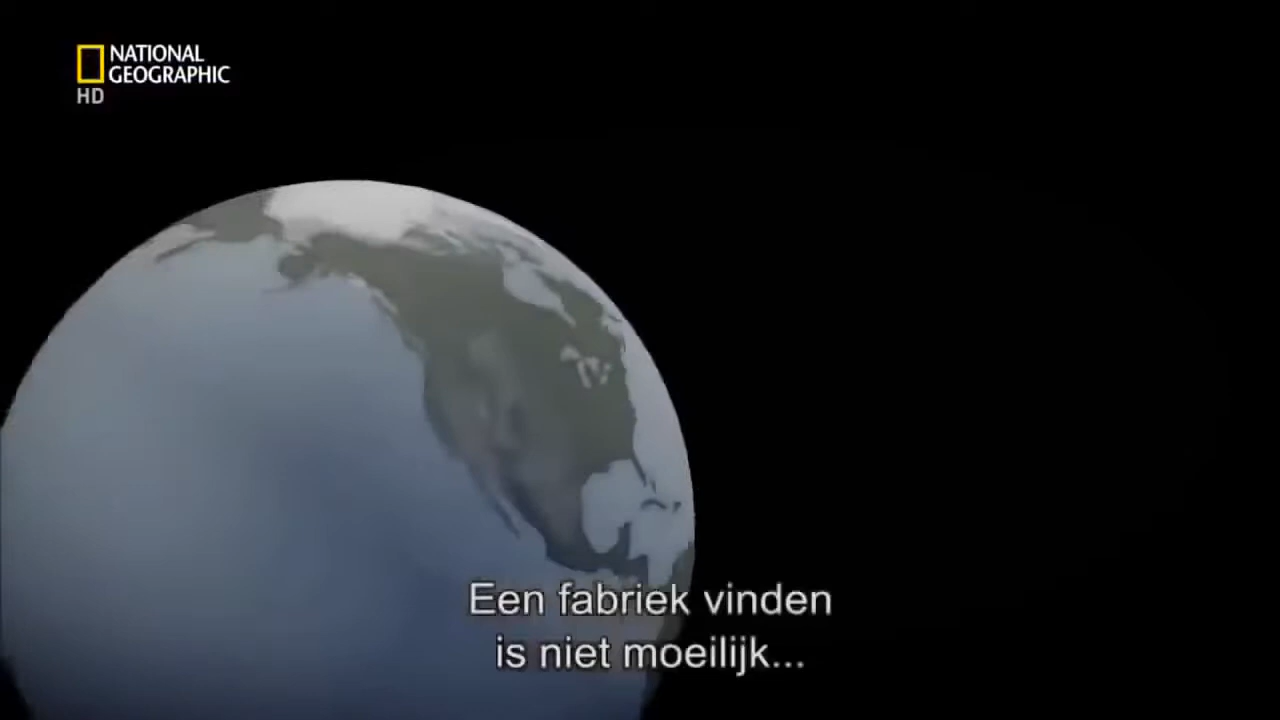 NATIONAL
GEOGRAPHIC
HD
Een fabriek vinden
is niet moeilijk...